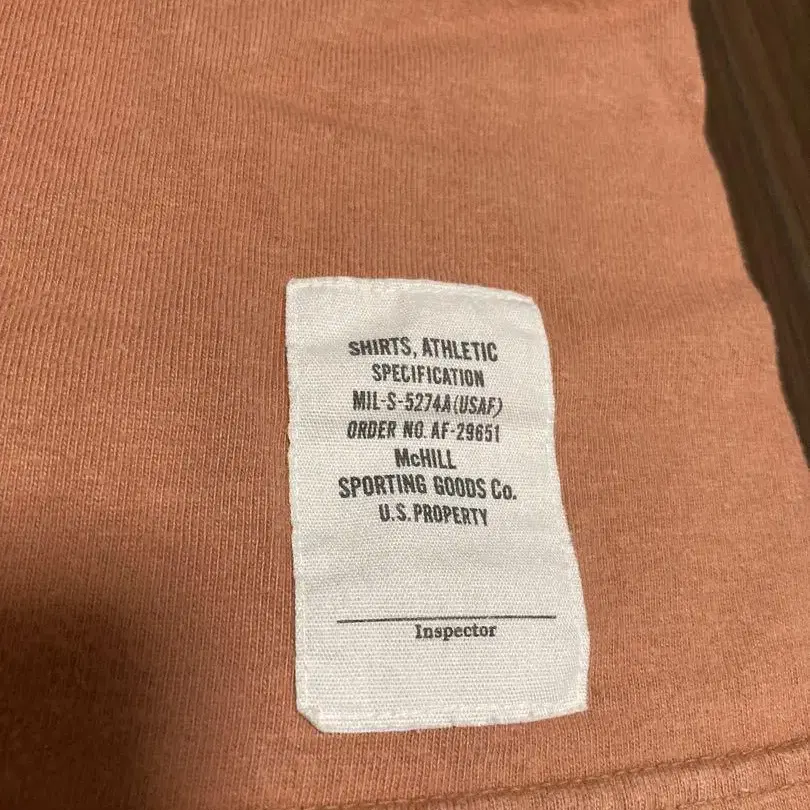 SHIRTS, ATHLETIC
SPECIFICATION
MIL-S-5274A (USAF)
ORDER NO. AF-29651
McHILL
SPORTING GOODS Co.
U.S. PROPERTY
Inspector